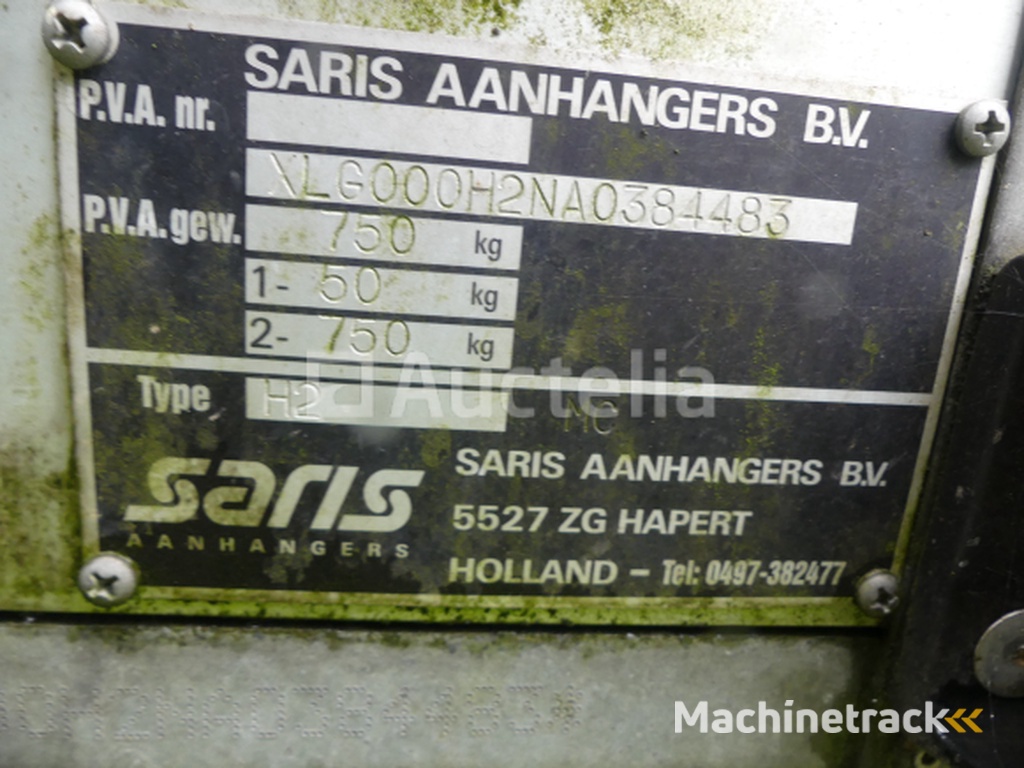 SARIS AANHANGERS B.V.
P.V.A. nr.
XLG000H2NA0384483
P.V.A. gew. 750 kg
1- 50 kg
2- 750 kg
Auctelia
Type H2 MC
saris
AANHANGERS
SARIS AANHANGERS B.V.
5527 ZG HAPERT
HOLLAND – Tel: 0497-382477
Machinetrack